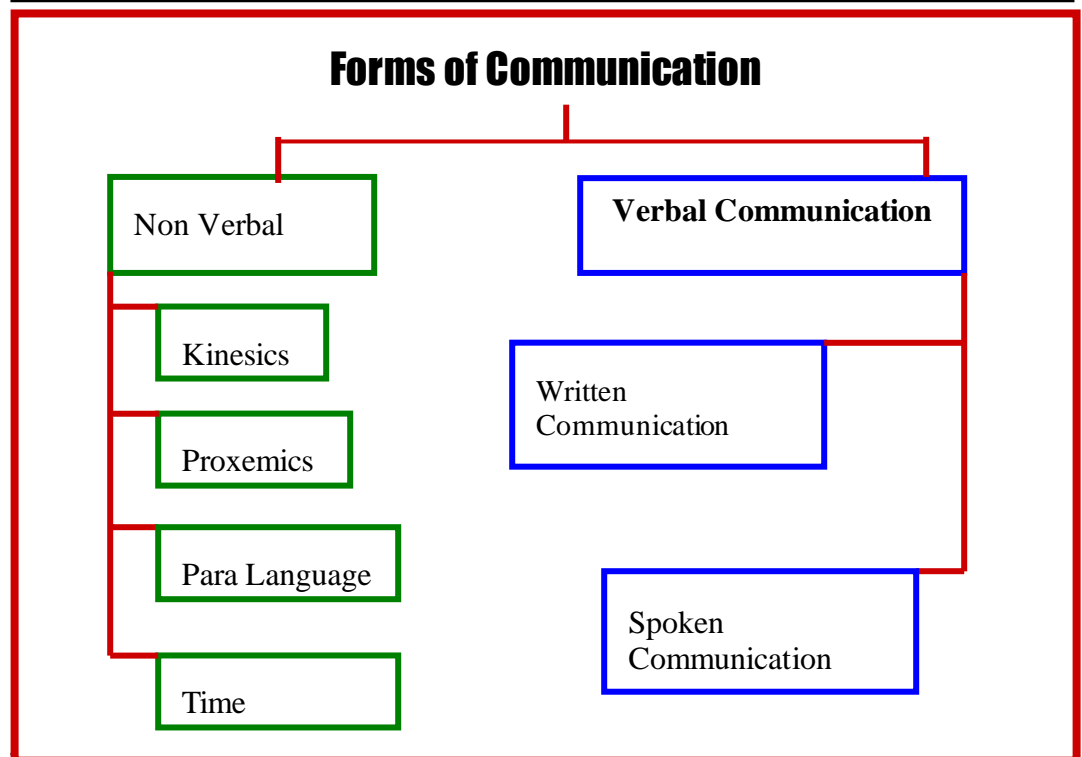 Forms of Communication
Non Verbal
Kinesics
Proxemics
Para Language
Time
Verbal Communication
Written
Communication
Spoken
Communication